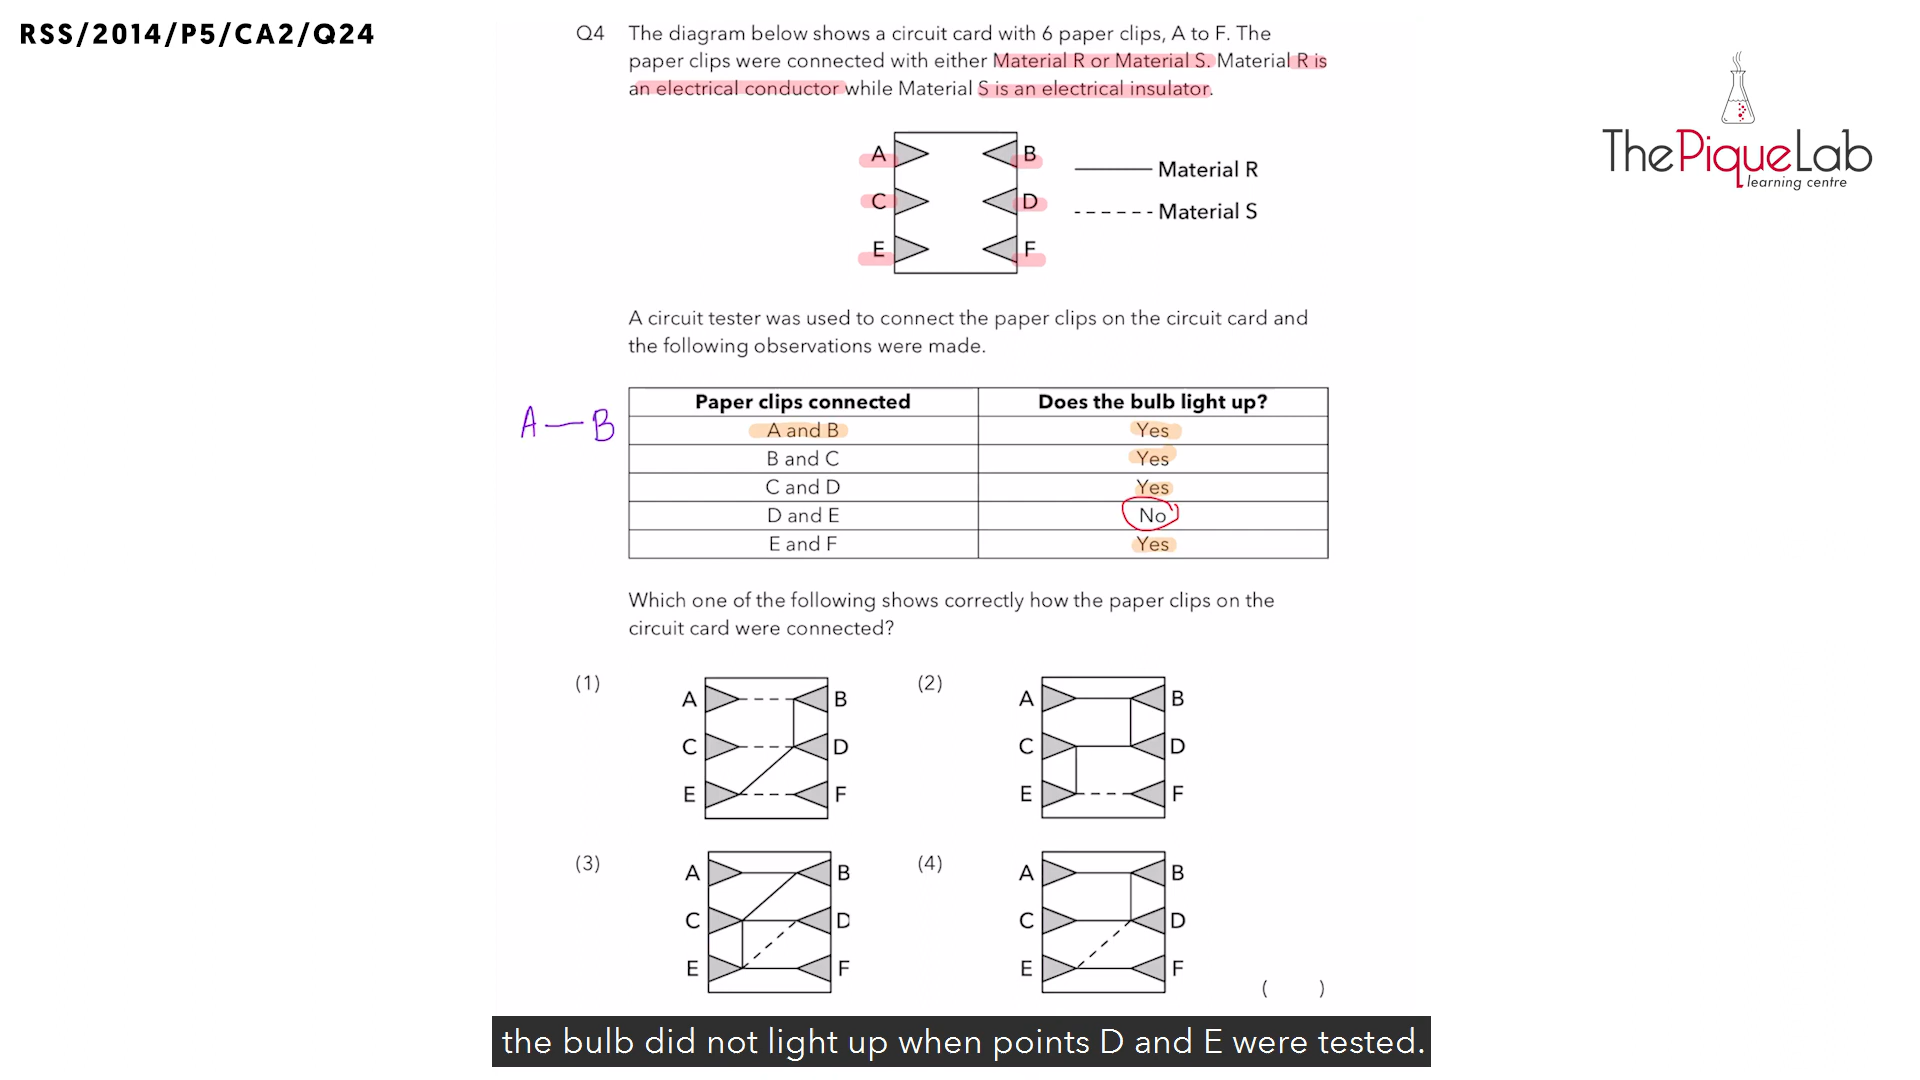 RSS/2014/P5/CA2/Q24
Q4 The diagram below shows a circuit card with 6 paper clips, A to F. The
paper clips were connected with either Material R or Material S. Material R is
an electrical conductor while Material S is an electrical insulator.
A B
C D
E F
Material R
Material S
ThePiqueLab
learning centre
A circuit tester was used to connect the paper clips on the circuit card and
the following observations were made.
A — B
Paper clips connected Does the bulb light up?
A and B Yes
B and C Yes
C and D Yes
D and E No
E and F Yes
Which one of the following shows correctly how the paper clips on the
circuit card were connected?
(1)
A B
C D
E F
(2)
A B
C D
E F
(3)
A B
C D
E F
(4)
A B
C D
E F
( )
the bulb did not light up when points D and E were tested.